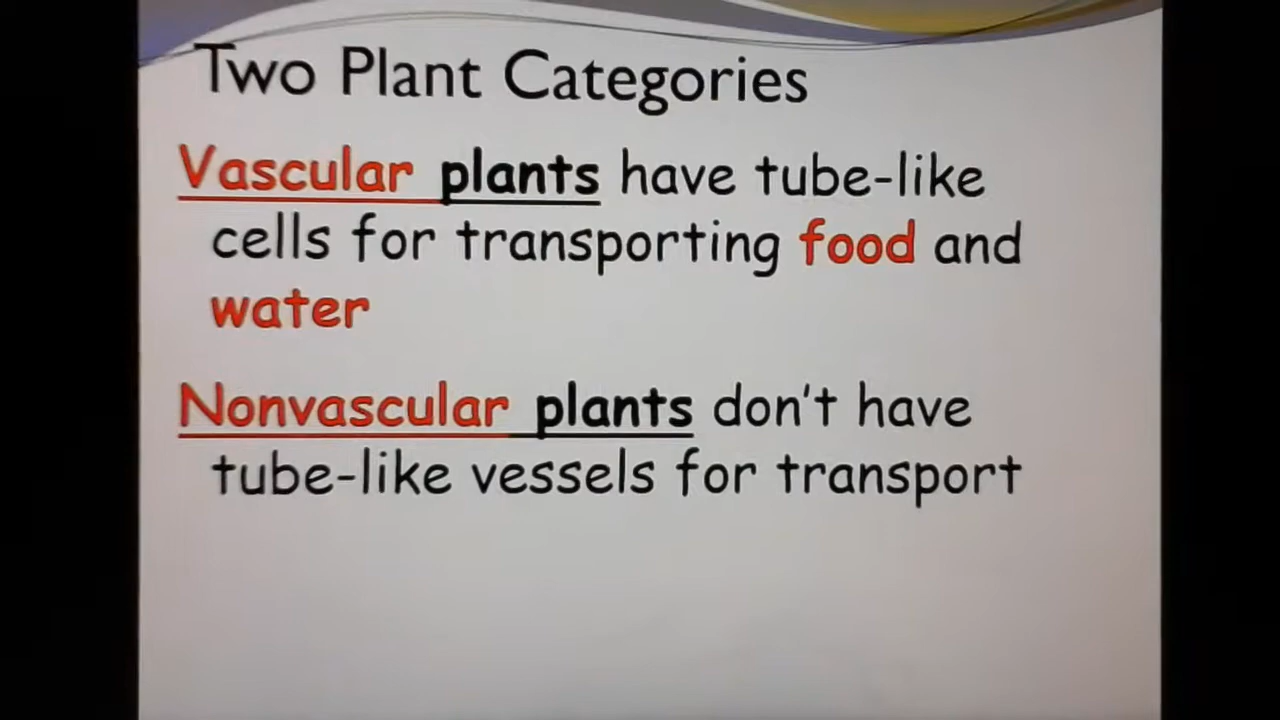 Two Plant Categories
Vascular plants have tube-like
cells for transporting food and
water
Nonvascular plants don't have
tube-like vessels for transport